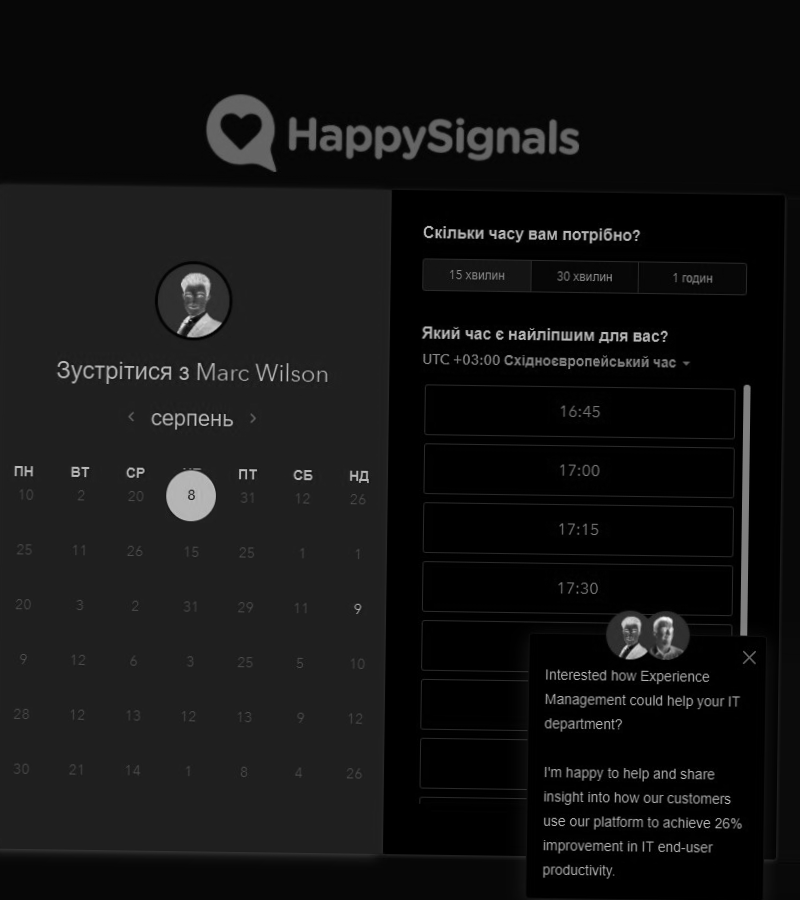 HappySignals
Зустрітися з Marc Wilson
серпень
ПН ВТ СР ПТ СБ НД
10 2 20 8 31 12 26
25 11 26 15 25 1 1
20 3 2 31 29 11 9
9 12 6 3 25 5 10
28 12 13 12 13 9 12
30 21 14 1 8 4 26
Скільки часу вам потрібно?
15 хвилин 30 хвилин 1 годин
Який час є найліпшим для вас?
UTC +03:00 Східноєвропейський час
16:45
17:00
17:15
17:30
Interested how Experience
Management could help your IT
department?
I'm happy to help and share
insight into how our customers
use our platform to achieve 26%
improvement in IT end-user
productivity.